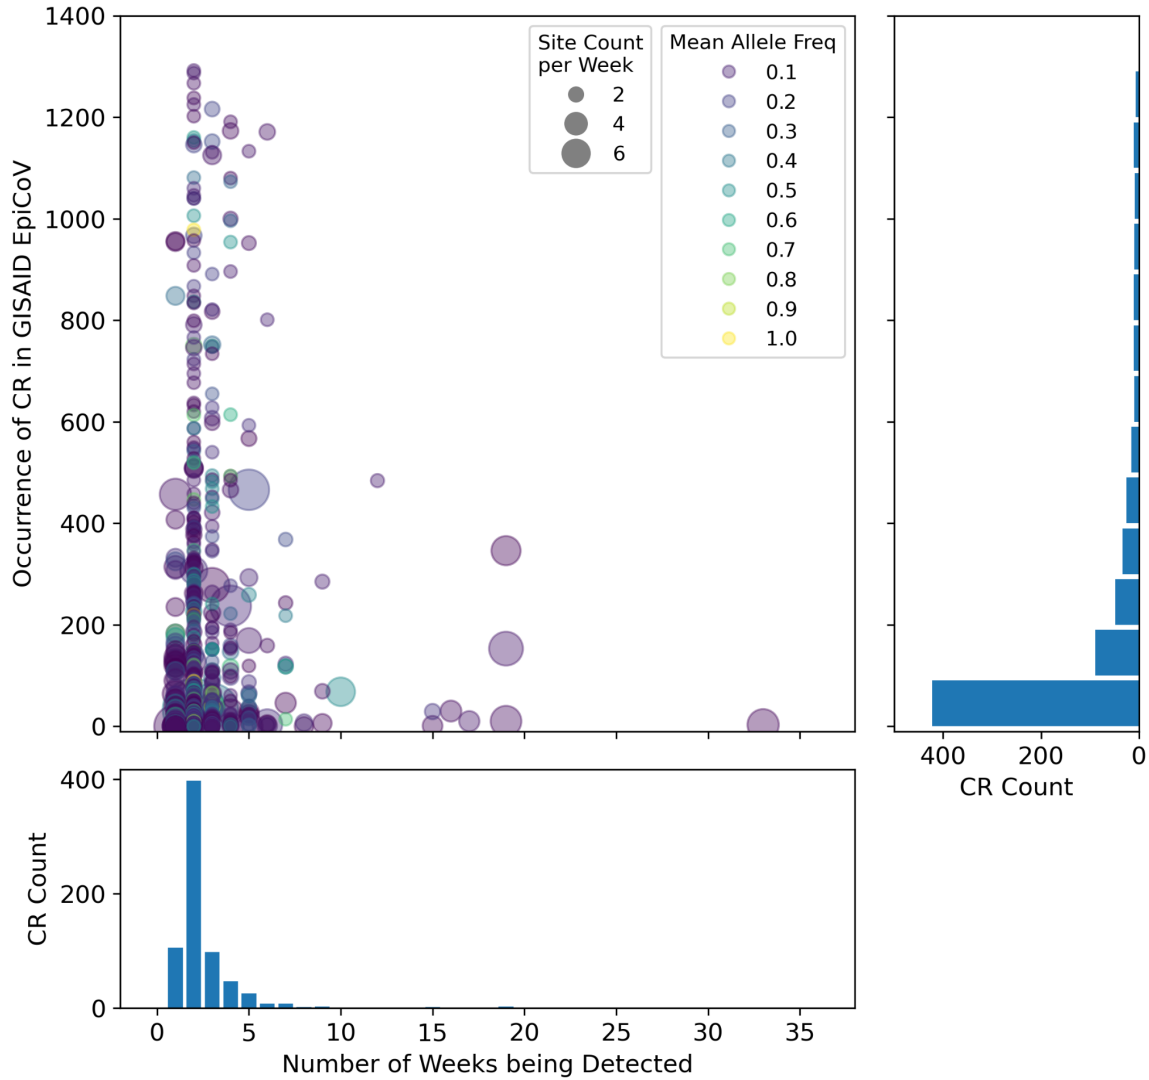 1400
1200
1000
800
600
400
200
0
Occurrence of CR in GISAID EpiCoV
Site Count
per Week
2
4
6
Mean Allele Freq
0.1
0.2
0.3
0.4
0.5
0.6
0.7
0.8
0.9
1.0
400 200 0
CR Count
400
200
0
CR Count
0 5 10 15 20 25 30 35
Number of Weeks being Detected